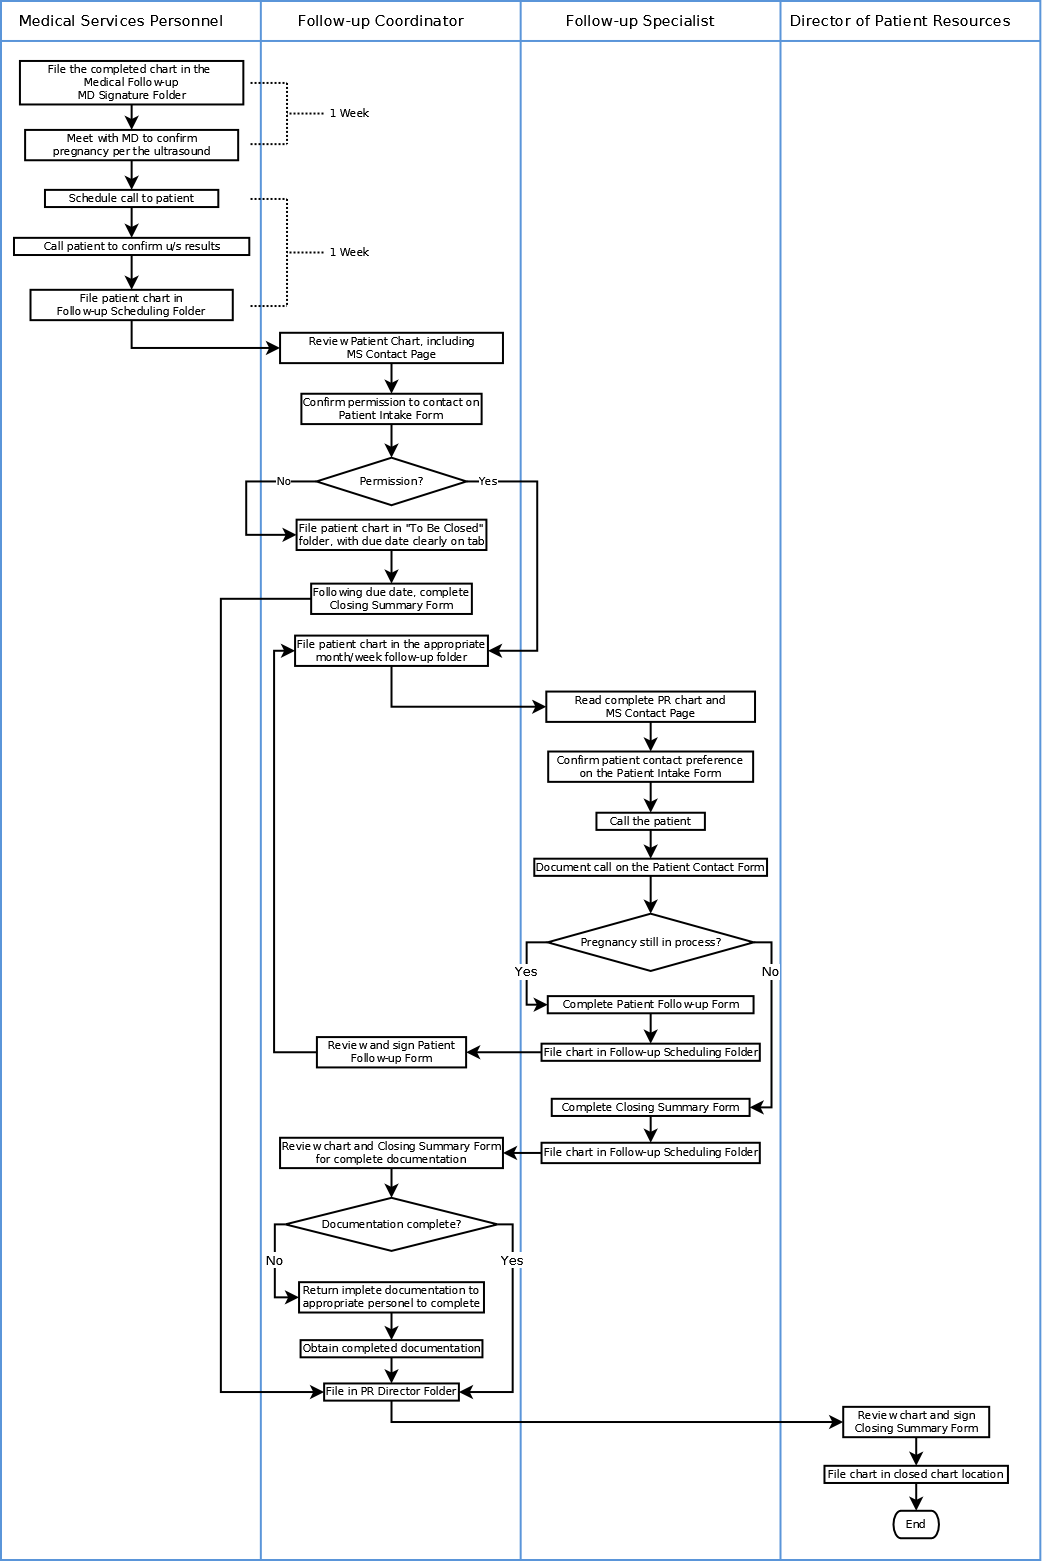 Medical Services Personnel
Follow-up Coordinator
Follow-up Specialist
Director of Patient Resources
File the completed chart in the
Medical Follow-up
MD Signature Folder
1 Week
Meet with MD to confirm
pregnancy per the ultrasound
Schedule call to patient
Call patient to confirm u/s results
1 Week
File patient chart in
Follow-up Scheduling Folder
Review Patient Chart, including
MS Contact Page
Confirm permission to contact on
Patient Intake Form
No
Permission?
Yes
File patient chart in "To Be Closed"
folder, with due date clearly on tab
Following due date, complete
Closing Summary Form
File patient chart in the appropriate
month/week follow-up folder
Read complete PR chart and
MS Contact Page
Confirm patient contact preference
on the Patient Intake Form
Call the patient
Document call on the Patient Contact Form
Pregnancy still in process?
Yes
No
Complete Patient Follow-up Form
Review and sign Patient
Follow-up Form
File chart in Follow-up Scheduling Folder
Complete Closing Summary Form
Review chart and Closing Summary Form
for complete documentation
File chart in Follow-up Scheduling Folder
Documentation complete?
No
Yes
Return implete documentation to
appropriate personel to complete
Obtain completed documentation
File in PR Director Folder
Review chart and sign
Closing Summary Form
File chart in closed chart location
End